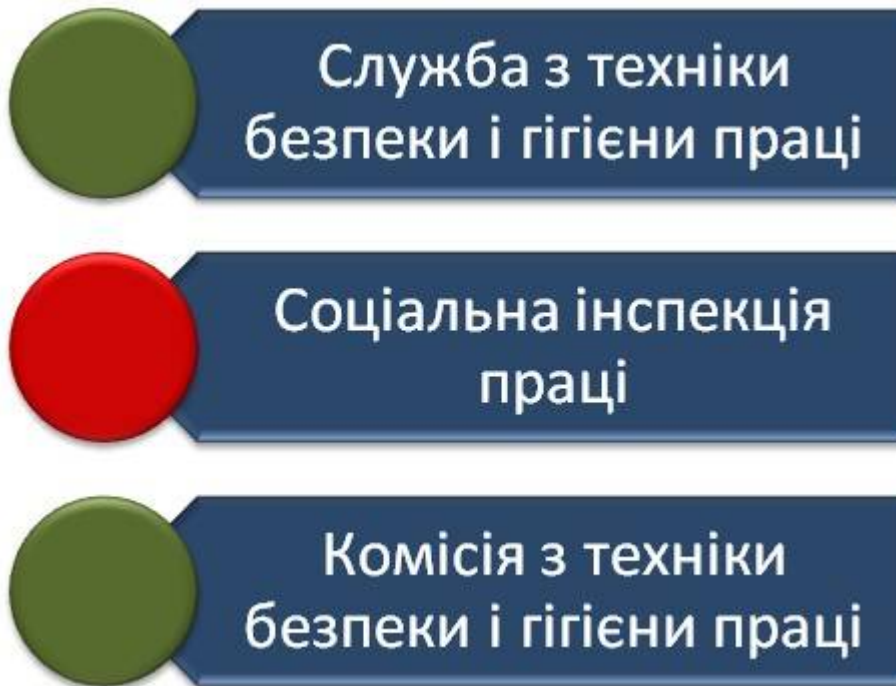 Служба з техніки
безпеки і гігієни праці
Соціальна інспекція
праці
Комісія з техніки
безпеки і гігієни праці